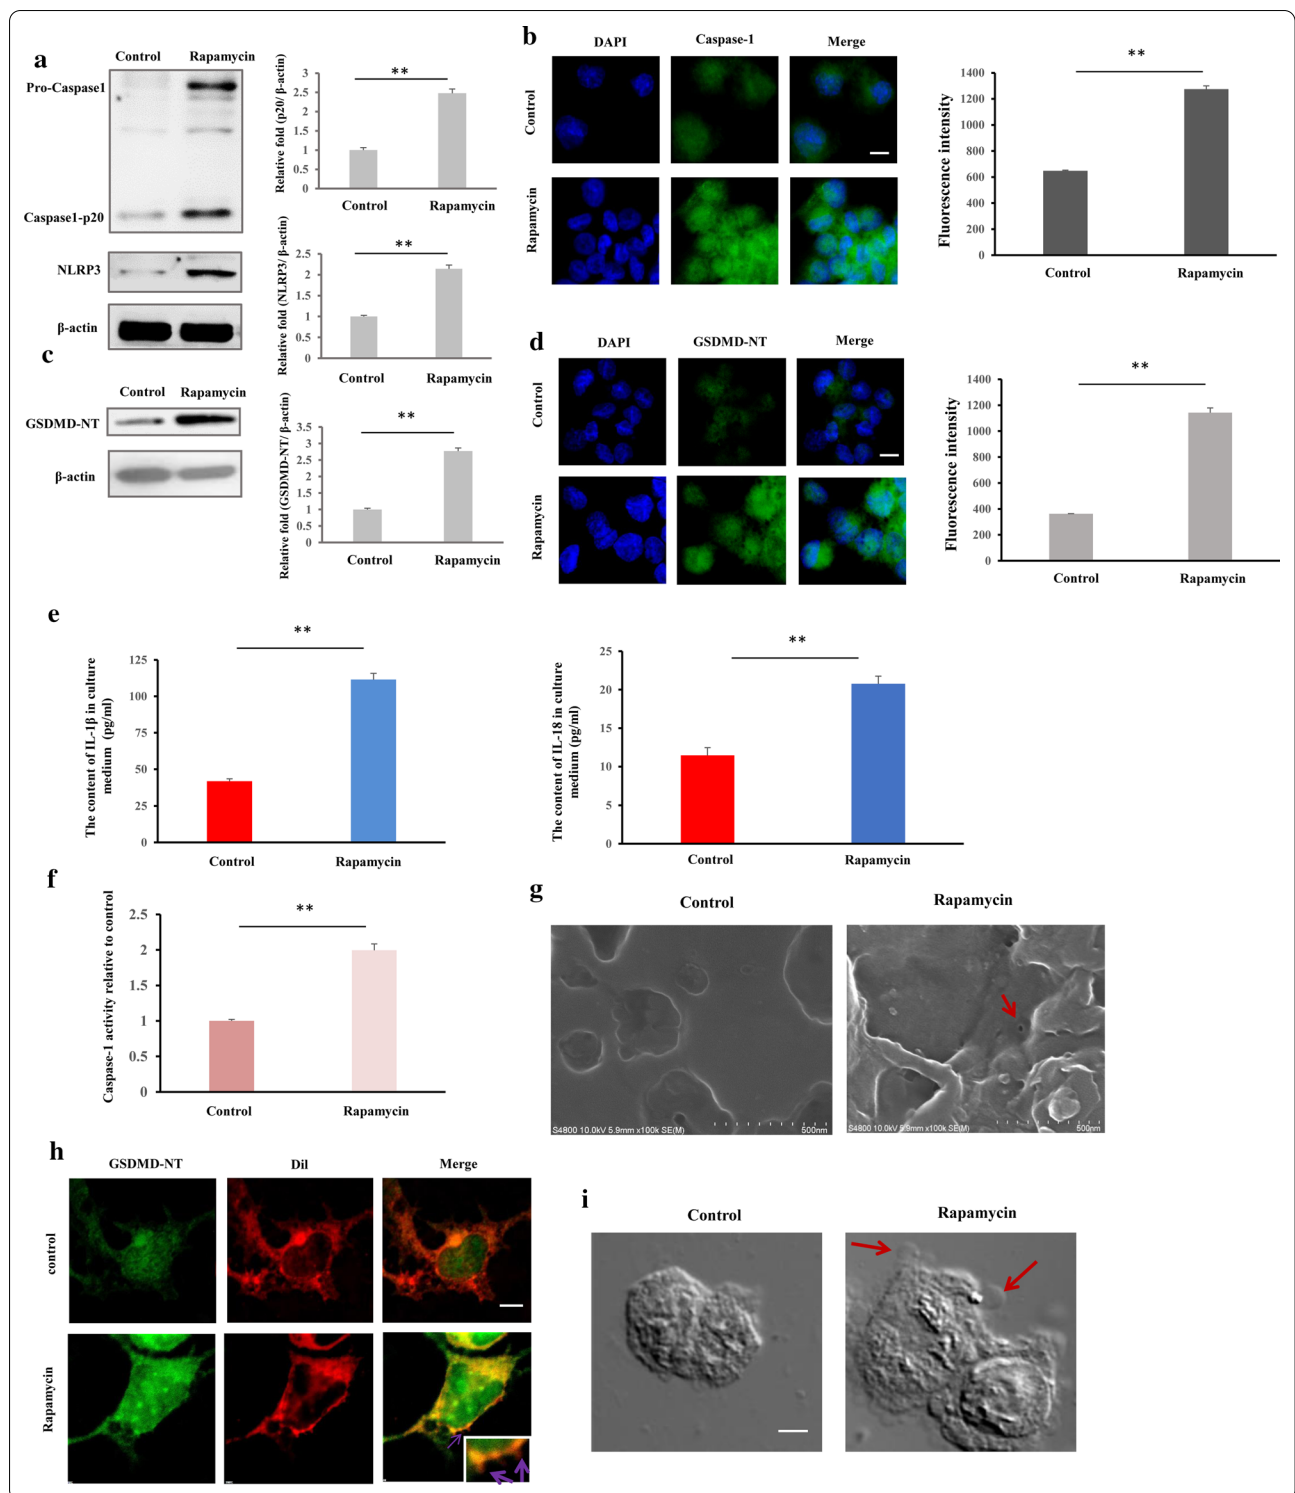 a
Control
Rapamycin
Pro-Caspase1
Caspase1-p20
NLRP3
β-actin
Relative fold (p20/ β-actin)
3
2.5
2
1.5
1
0.5
0
**
Control
Rapamycin
Relative fold (NLRP3/ β-actin)
2.5
2
1.5
1
0.5
0
**
Control
Rapamycin
b
DAPI
Caspase-1
Merge
Control
Rapamycin
Fluorescence intensity
1400
1200
1000
800
600
400
200
0
**
Control
Rapamycin
c
Control
Rapamycin
GSDMD-NT
β-actin
Relative fold (GSDMD-NT/ β-actin)
3.5
3
2.5
2
1.5
1
0.5
0
**
Control
Rapamycin
d
DAPI
GSDMD-NT
Merge
Control
Rapamycin
Fluorescence intensity
1400
1200
1000
800
600
400
200
0
**
Control
Rapamycin
e
The content of IL-1β in culture
medium (pg/ml)
125
100
75
50
25
0
**
Control
Rapamycin
The content of IL-18 in culture
medium (pg/ml)
25
20
15
10
5
0
**
Control
Rapamycin
f
Caspase-1 activity relative to control
2.5
2
1.5
1
0.5
0
**
Control
Rapamycin
g
Control
Rapamycin
S4800 10.0kV 5.9mm x100k SE(M)
500nm
S4800 10.0kV 5.9mm x100k SE(M)
500nm
h
GSDMD-NT
Dil
Merge
control
Rapamycin
i
Control
Rapamycin